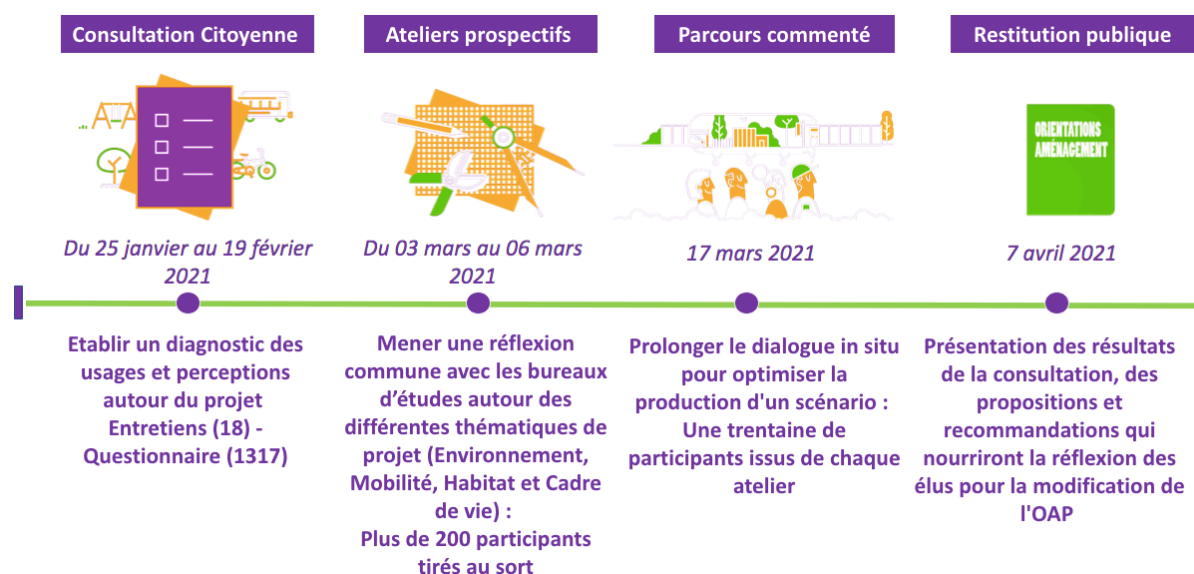 Consultation Citoyenne
Ateliers prospectifs
Parcours commenté
Restitution publique
ORIENTATIONS
AMÉNAGEMENT
Du 25 janvier au 19 février
2021
Du 03 mars au 06 mars
2021
17 mars 2021
7 avril 2021
Etablir un diagnostic des
usages et perceptions
autour du projet
Entretiens (18) -
Questionnaire (1317)
Mener une réflexion
commune avec les bureaux
d'études autour des
différentes thématiques de
projet (Environnement,
Mobilité, Habitat et Cadre
de vie) :
Plus de 200 participants
tirés au sort
Prolonger le dialogue in situ
pour optimiser la
production d'un scénario :
Une trentaine de
participants issus de chaque
atelier
Présentation des résultats
de la consultation, des
propositions et
recommandations qui
nourriront la réflexion des
élus pour la modification de
l'OAP